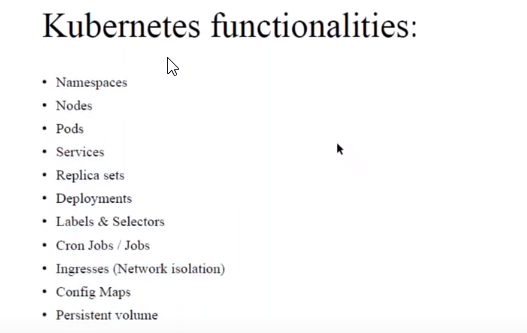 Kubernetes functionalities:
• Namespaces
• Nodes
• Pods
• Services
• Replica sets
• Deployments
• Labels & Selectors
• Cron Jobs / Jobs
• Ingresses (Network isolation)
• Config Maps
• Persistent volume